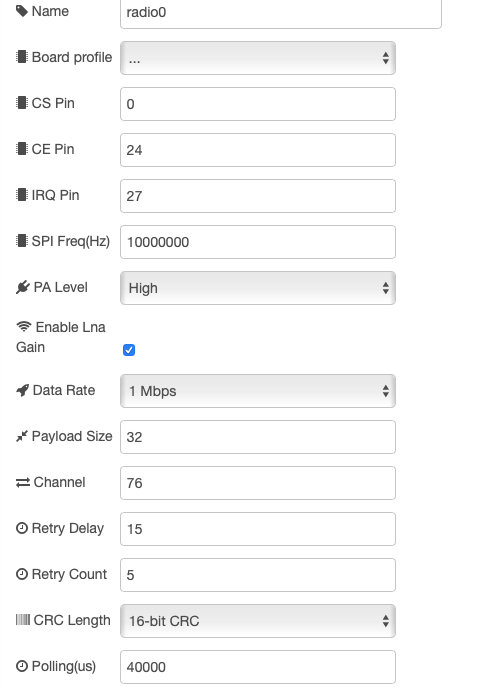 Name radio0
Board profile ...
CS Pin 0
CE Pin 24
IRQ Pin 27
SPI Freq(Hz) 10000000
PA Level High
Enable Lna
Gain
Data Rate 1 Mbps
Payload Size 32
Channel 76
Retry Delay 15
Retry Count 5
CRC Length 16-bit CRC
Polling(us) 40000